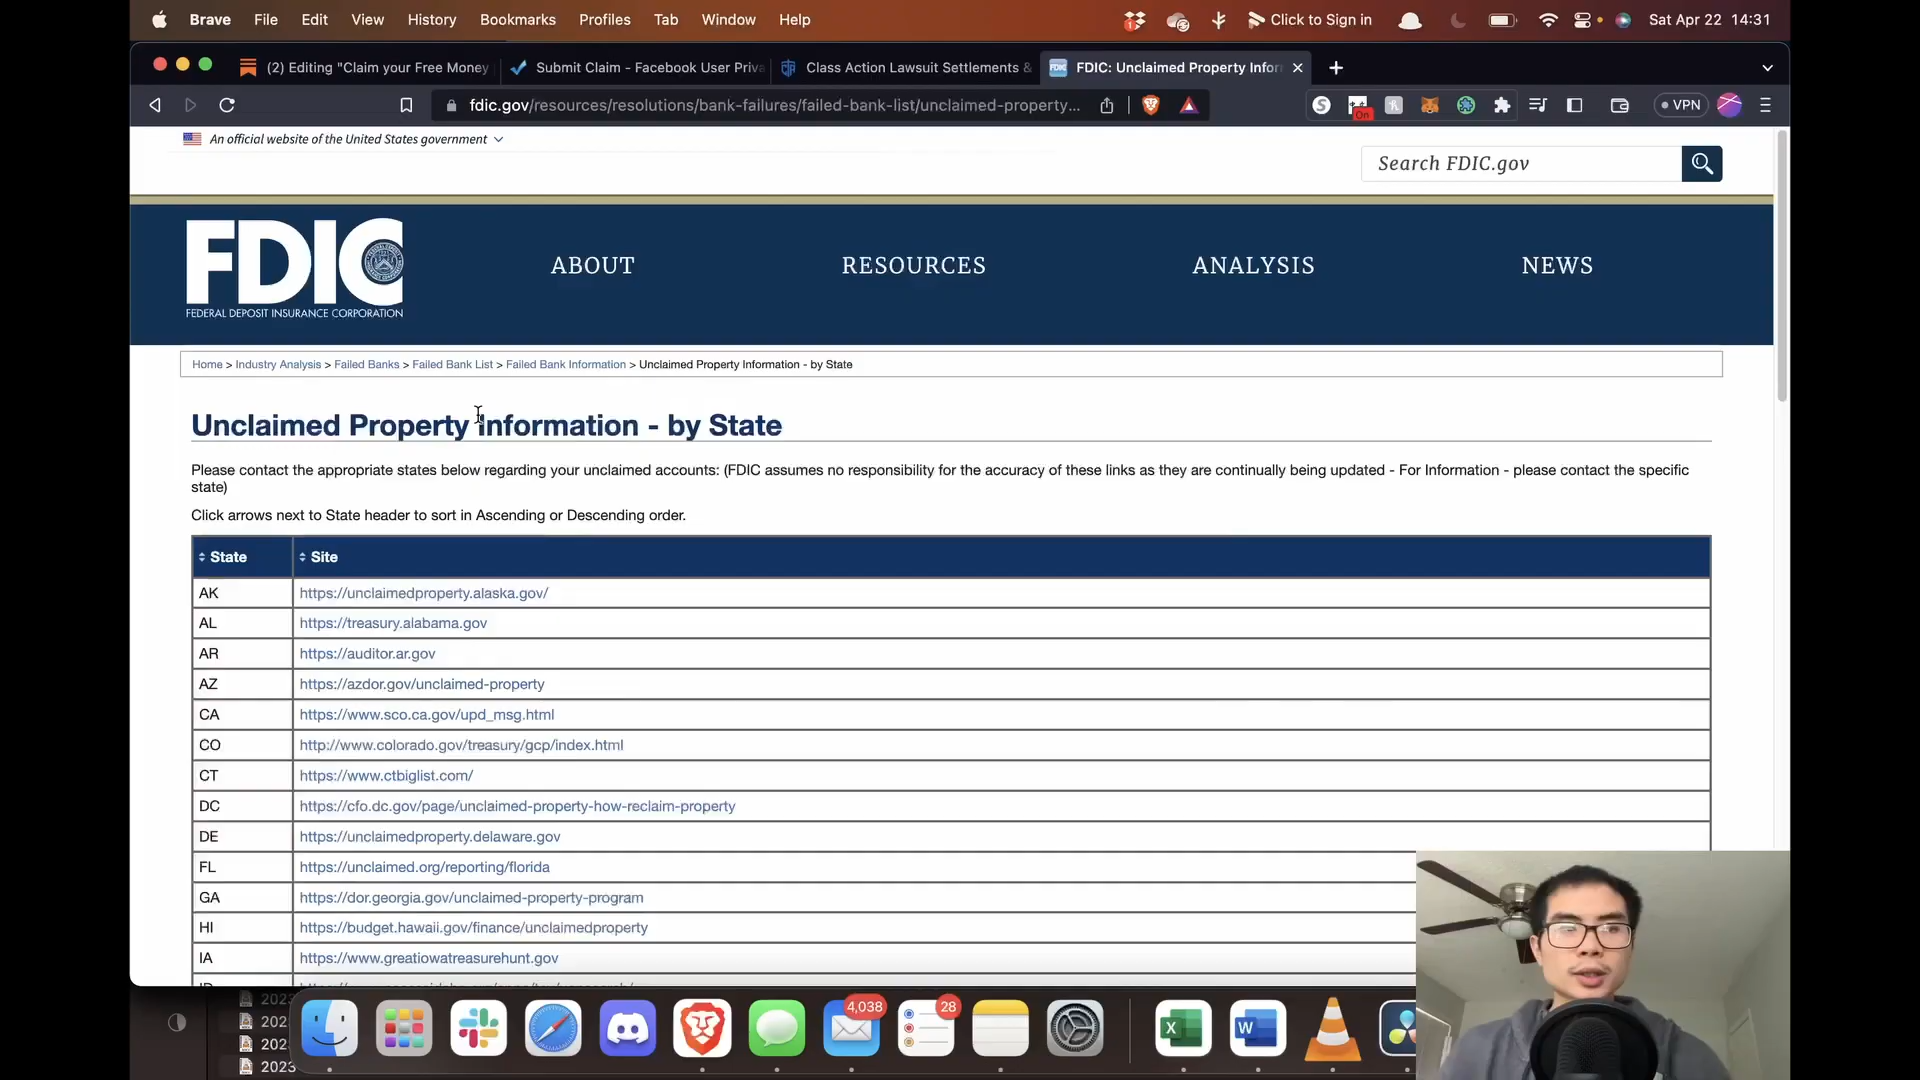 Brave File Edit View History Bookmarks Profiles Tab Window Help
1 Click to Sign in Sat Apr 22 14:31
(2) Editing "Claim your Free Money
Submit Claim - Facebook User Priva
Class Action Lawsuit Settlements &
FDIC: Unclaimed Property Infor
fdic.gov/resources/resolutions/bank-failures/failed-bank-list/unclaimed-property...
On
VPN
An official website of the United States government
Search FDIC.gov
FDIC
FEDERAL DEPOSIT INSURANCE CORPORATION
ABOUT RESOURCES ANALYSIS NEWS
Home > Industry Analysis > Failed Banks > Failed Bank List > Failed Bank Information > Unclaimed Property Information - by State
Unclaimed Property Information - by State
Please contact the appropriate states below regarding your unclaimed accounts: (FDIC assumes no responsibility for the accuracy of these links as they are continually being updated - For Information - please contact the specific
state)
Click arrows next to State header to sort in Ascending or Descending order.
State Site
AK https://unclaimedproperty.alaska.gov/
AL https://treasury.alabama.gov
AR https://auditor.ar.gov
AZ https://azdor.gov/unclaimed-property
CA https://www.sco.ca.gov/upd_msg.html
CO http://www.colorado.gov/treasury/gcp/index.html
CT https://www.ctbiglist.com/
DC https://cfo.dc.gov/page/unclaimed-property-how-reclaim-property
DE https://unclaimedproperty.delaware.gov
FL https://unclaimed.org/reporting/florida
GA https://dor.georgia.gov/unclaimed-property-program
HI https://budget.hawaii.gov/finance/unclaimedproperty
IA https://www.greatiowatreasurehunt.gov
4,038
28
X
W
2023